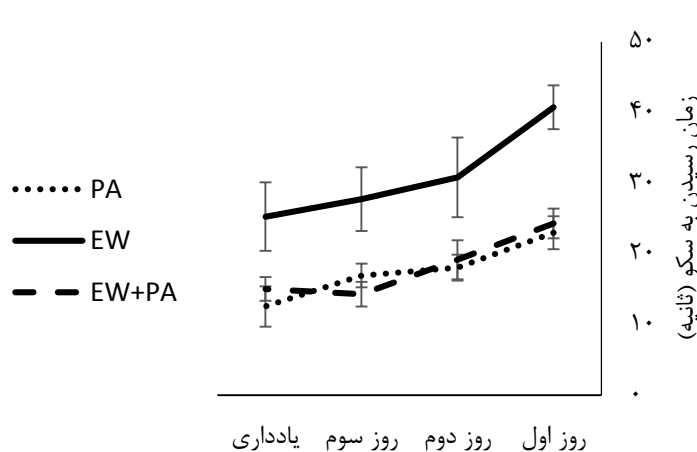 ۵۰
۴۰
۳۰
۲۰
۱۰
۰
زمان رسیدن به سکو (ثانیه)
روز اول
روز دوم
روز سوم
یادداری
PA
EW
EW+PA